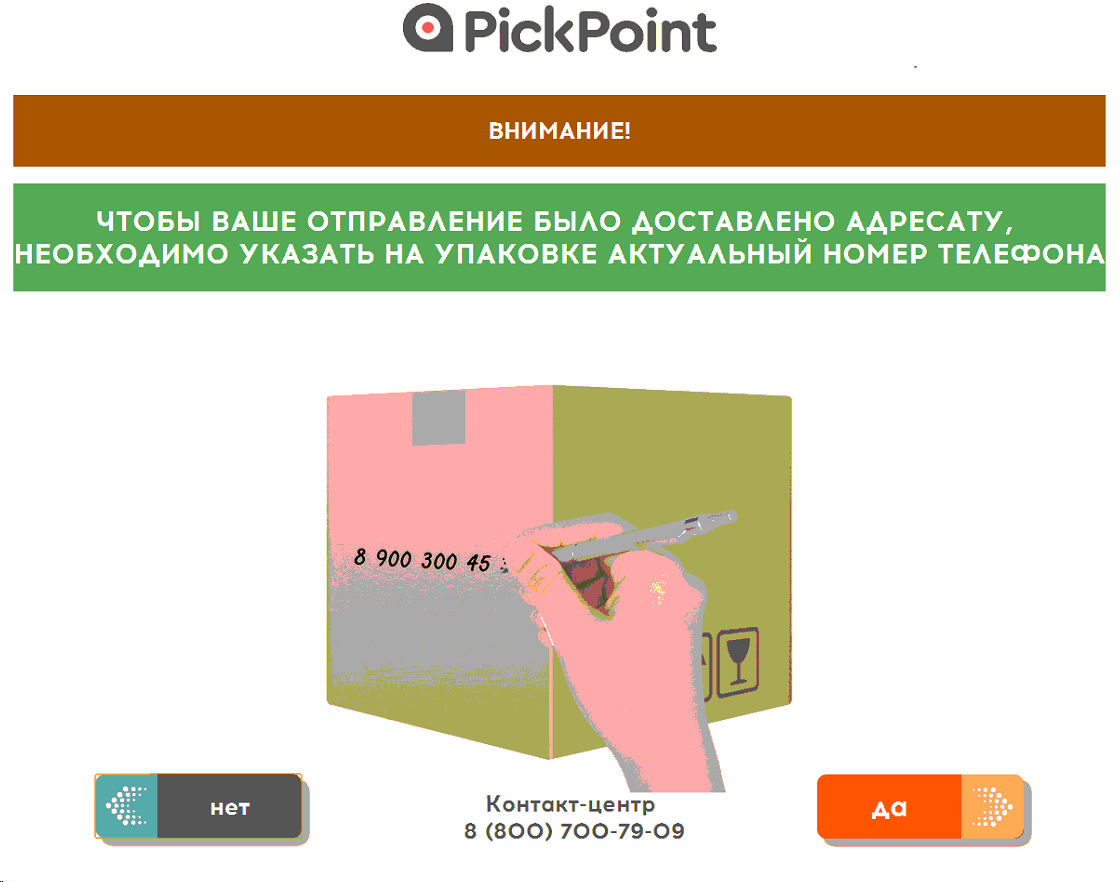 PickPoint
ВНИМАНИЕ!
ЧТОБЫ ВАШЕ ОТПРАВЛЕНИЕ БЫЛО ДОСТАВЛЕНО АДРЕСАТУ,
НЕОБХОДИМО УКАЗАТЬ НА УПАКОВКЕ АКТУАЛЬНЫЙ НОМЕР ТЕЛЕФОНА
8 900 300 45
нет
Контакт-центр
8 (800) 700-79-09
да